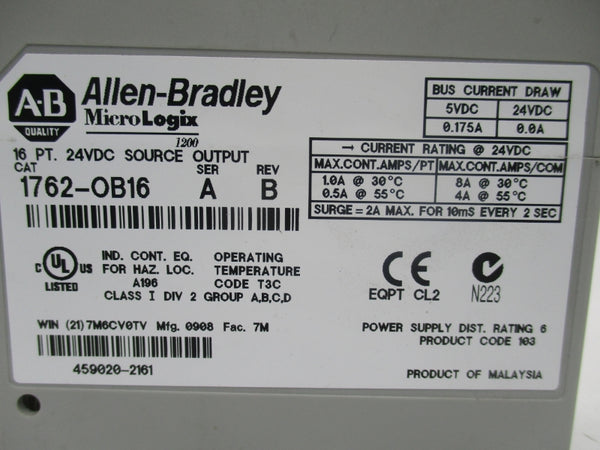 A-B
QUALITY
Allen-Bradley
MicroLogix
1200
16 PT. 24VDC SOURCE OUTPUT
CAT SER REV
1762-OB16 A B
BUS CURRENT DRAW
5VDC 24VDC
0.175A 0.0A
→ CURRENT RATING @ 24VDC
MAX.CONT.AMPS/PT MAX.CONT.AMPS/COM
1.0A @ 30°C 8A @ 30°C
0.5A @ 55°C 4A @ 55°C
SURGE = 2A MAX. FOR 10mS EVERY 2 SEC
C UL US
LISTED
IND. CONT. EQ. OPERATING
FOR HAZ. LOC. TEMPERATURE
A196 CODE T3C
CLASS I DIV 2 GROUP A,B,C,D
CE
EQPT CL2 N223
WIN (21) 7M6CV0TV Mfg. 0908 Fac. 7M
POWER SUPPLY DIST. RATING 6
PRODUCT CODE 103
459020-2161
PRODUCT OF MALAYSIA